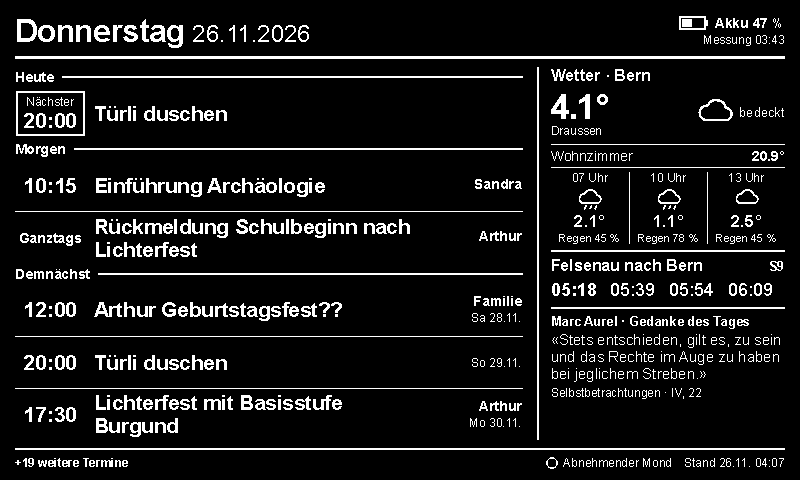 Donnerstag 26.11.2026
Akku 47 %
Messung 03:43
Heute
Nächster
20:00 Türli duschen
Morgen
10:15 Einführung Archäologie Sandra
Ganztags Rückmeldung Schulbeginn nach
Lichterfest Arthur
Demnächst
12:00 Arthur Geburtstagsfest?? Familie
Sa 28.11.
20:00 Türli duschen So 29.11.
17:30 Lichterfest mit Basisstufe
Burgund Arthur
Mo 30.11.
Wetter · Bern
4.1° bedeckt
Draussen
Wohnzimmer 20.9°
07 Uhr 10 Uhr 13 Uhr
2.1° 1.1° 2.5°
Regen 45 % Regen 78 % Regen 45 %
Felsenau nach Bern S9
05:18 05:39 05:54 06:09
Marc Aurel · Gedanke des Tages
«Stets entschieden, gilt es, zu sein
und das Rechte im Auge zu haben
bei jeglichem Streben.»
Selbstbetrachtungen · IV, 22
+19 weitere Termine
Abnehmender Mond Stand 26.11. 04:07